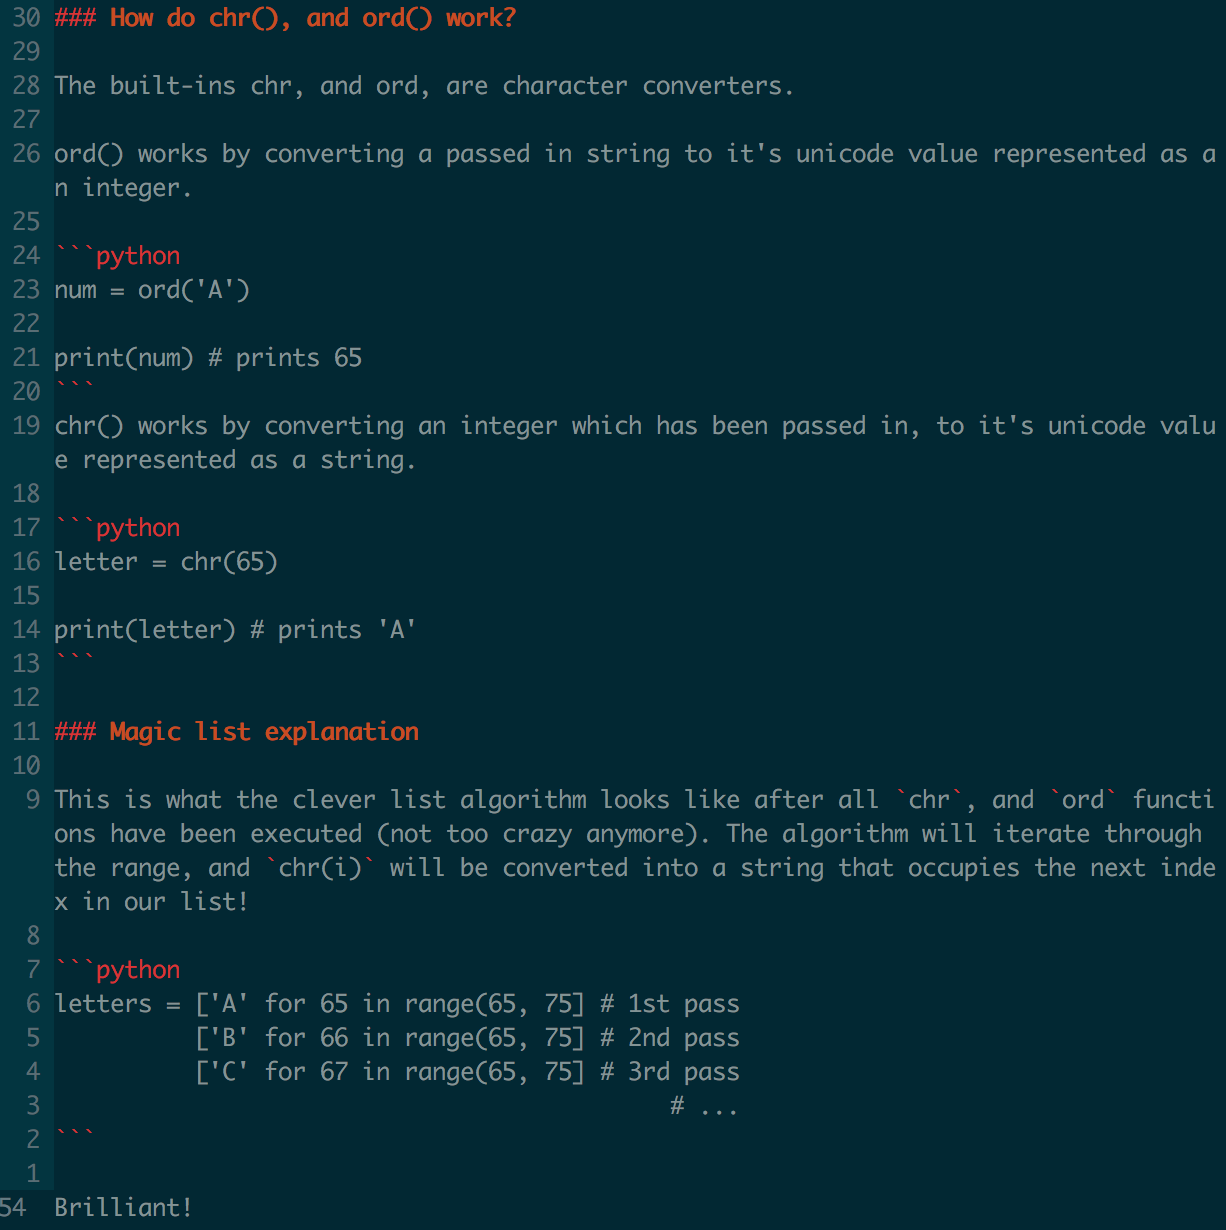 30 ### How do chr(), and ord() work?
29
28 The built-ins chr, and ord, are character converters.
27
26 ord() works by converting a passed in string to it's unicode value represented as a
n integer.
25
24 ```python
23 num = ord('A')
22
21 print(num) # prints 65
20 ```
19 chr() works by converting an integer which has been passed in, to it's unicode valu
e represented as a string.
18
17 ```python
16 letter = chr(65)
15
14 print(letter) # prints 'A'
13 ```
12
11 ### Magic list explanation
10
9 This is what the clever list algorithm looks like after all `chr`, and `ord` functi
ons have been executed (not too crazy anymore). The algorithm will iterate through
the range, and `chr(i)` will be converted into a string that occupies the next inde
x in our list!
8
7 ```python
6 letters = ['A' for 65 in range(65, 75] # 1st pass
5           ['B' for 66 in range(65, 75] # 2nd pass
4           ['C' for 67 in range(65, 75] # 3rd pass
3                                            # ...
2 ```
1
54 Brilliant!